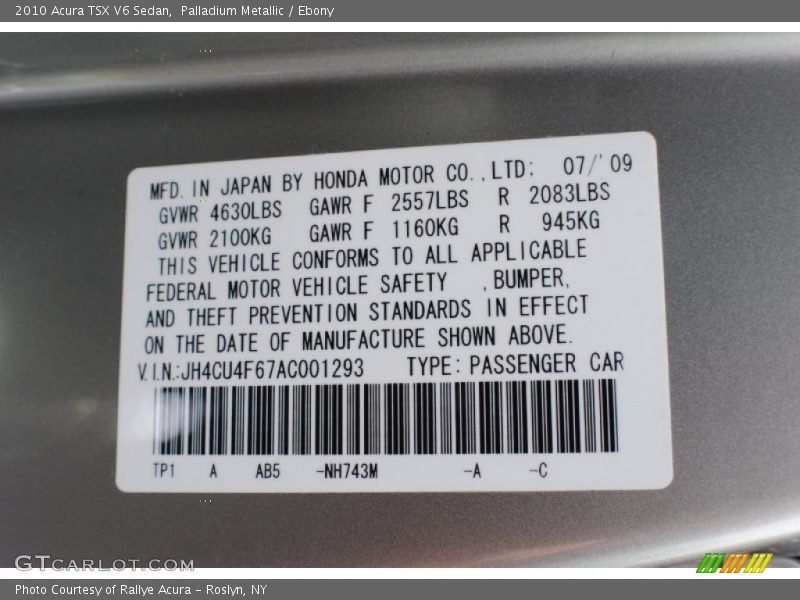 2010 Acura TSX V6 Sedan,  Palladium Metallic / Ebony
MFD. IN JAPAN BY HONDA MOTOR CO.,LTD: 07/'09
GVWR 4630LBS GAWR F 2557LBS R 2083LBS
GVWR 2100KG GAWR F 1160KG R 945KG
THIS VEHICLE CONFORMS TO ALL APPLICABLE
FEDERAL MOTOR VEHICLE SAFETY ,BUMPER,
AND THEFT PREVENTION STANDARDS IN EFFECT
ON THE DATE OF MANUFACTURE SHOWN ABOVE.
V.I.N.:JH4CU4F67AC001293 TYPE: PASSENGER CAR
TP1 A AB5 -NH743M -A -C
GTCARLOT.COM
Photo Courtesy of Rallye Acura - Roslyn, NY